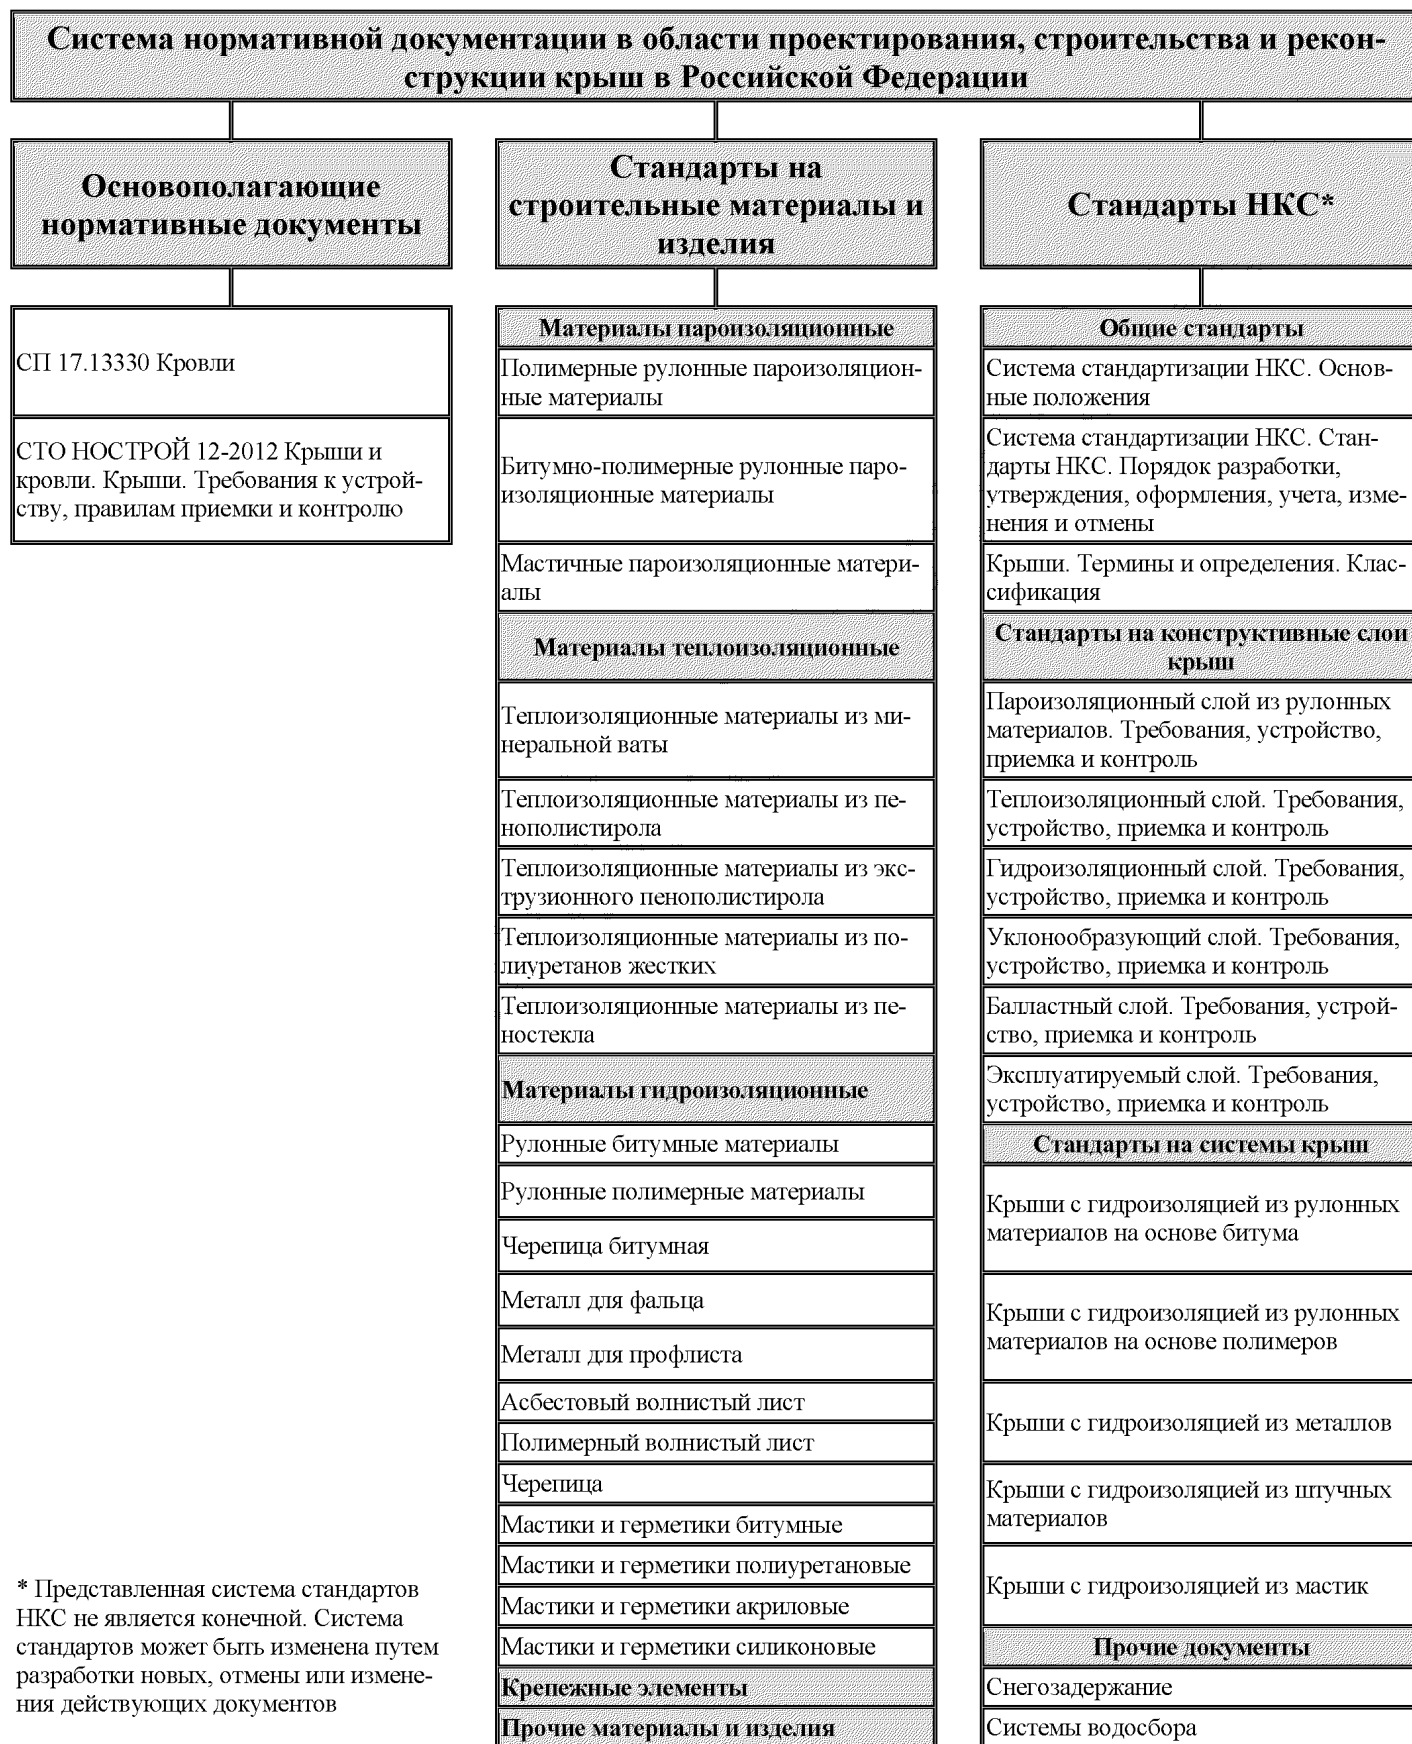 Система нормативной документации в области проектирования, строительства и рекон-
струкции крыш в Российской Федерации
Основополагающие
нормативные документы
СП 17.13330 Кровли
СТО НОСТРОЙ 12-2012 Крыши и
кровли. Крыши. Требования к устрой-
ству, правилам приемки и контролю
* Представленная система стандартов
НКС не является конечной. Система
стандартов может быть изменена путем
разработки новых, отмены или измене-
ния действующих документов
Стандарты на
строительные материалы и
изделия
Материалы пароизоляционные
Полимерные рулонные пароизоляцион-
ные материалы
Битумно-полимерные рулонные паро-
изоляционные материалы
Мастичные пароизоляционные матери-
алы
Материалы теплоизоляционные
Теплоизоляционные материалы из ми-
неральной ваты
Теплоизоляционные материалы из пе-
нополистирола
Теплоизоляционные материалы из экс-
трузионного пенополистирола
Теплоизоляционные материалы из по-
лиуретанов жестких
Теплоизоляционные материалы из пе-
ностекла
Материалы гидроизоляционные
Рулонные битумные материалы
Рулонные полимерные материалы
Черепица битумная
Металл для фальца
Металл для профлиста
Асбестовый волнистый лист
Полимерный волнистый лист
Черепица
Мастики и герметики битумные
Мастики и герметики полиуретановые
Мастики и герметики акриловые
Мастики и герметики силиконовые
Крепежные элементы
Прочие материалы и изделия
Стандарты НКС*
Общие стандарты
Система стандартизации НКС. Основ-
ные положения
Система стандартизации НКС. Стан-
дарты НКС. Порядок разработки,
утверждения, оформления, учета, изме-
нения и отмены
Крыши. Термины и определения. Клас-
сификация
Стандарты на конструктивные слои
крыш
Пароизоляционный слой из рулонных
материалов. Требования, устройство,
приемка и контроль
Теплоизоляционный слой. Требования,
устройство, приемка и контроль
Гидроизоляционный слой. Требования,
устройство, приемка и контроль
Уклонообразующий слой. Требования,
устройство, приемка и контроль
Балластный слой. Требования, устрой-
ство, приемка и контроль
Эксплуатируемый слой. Требования,
устройство, приемка и контроль
Стандарты на системы крыш
Крыши с гидроизоляцией из рулонных
материалов на основе битума
Крыши с гидроизоляцией из рулонных
материалов на основе полимеров
Крыши с гидроизоляцией из металлов
Крыши с гидроизоляцией из штучных
материалов
Крыши с гидроизоляцией из мастик
Прочие документы
Снегозадержание
Системы водосбора